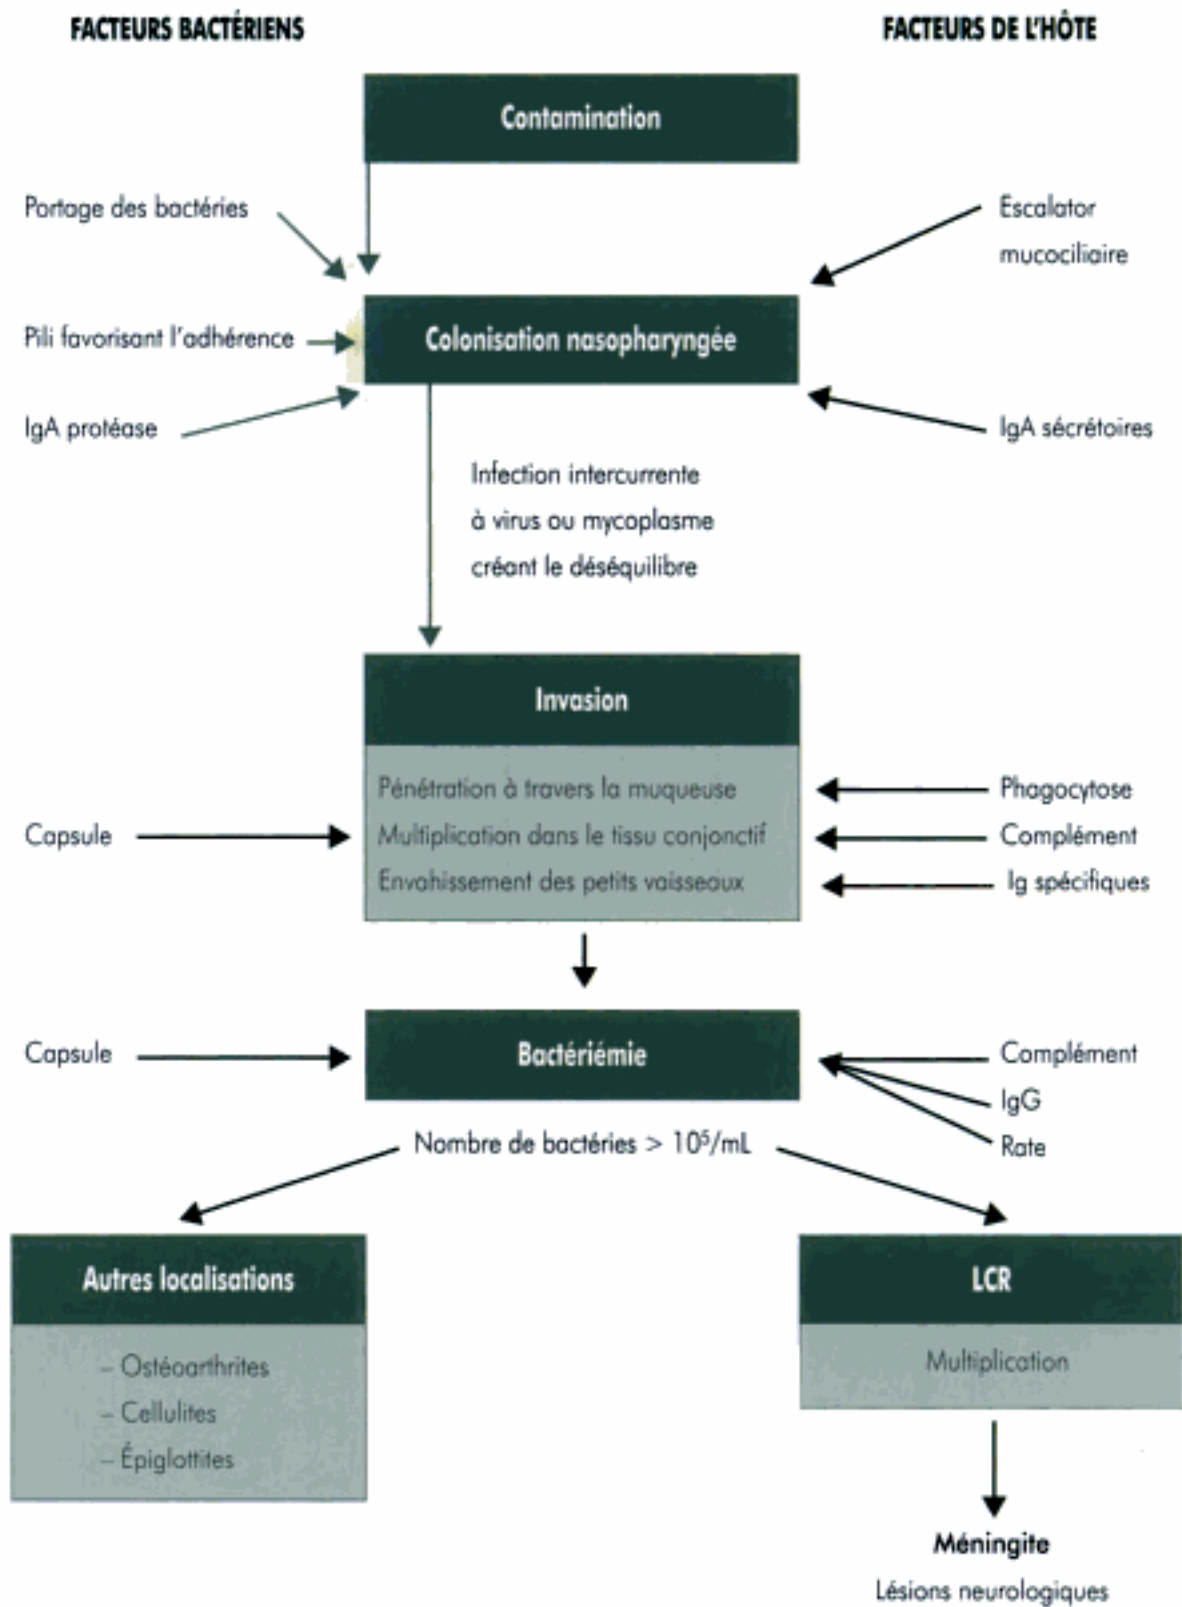 FACTEURS BACTÉRIENS
FACTEURS DE L'HÔTE
Contamination
Portage des bactéries
Escalator
mucociliaire
Pili favorisant l'adhérence
Colonisation nasopharyngée
IgA protéase
IgA sécrétoires
Infection intercurrente
à virus ou mycoplasme
créant le déséquilibre
Invasion
Pénétration à travers la muqueuse
Phagocytose
Capsule
Multiplication dans le tissu conjonctif
Complément
Envahissement des petits vaisseaux
Ig spécifiques
Capsule
Bactériémie
Complément
IgG
Rate
Nombre de bactéries > 10⁵/mL
Autres localisations
– Ostéoarthrites
– Cellulites
– Épiglottites
LCR
Multiplication
Méningite
Lésions neurologiques